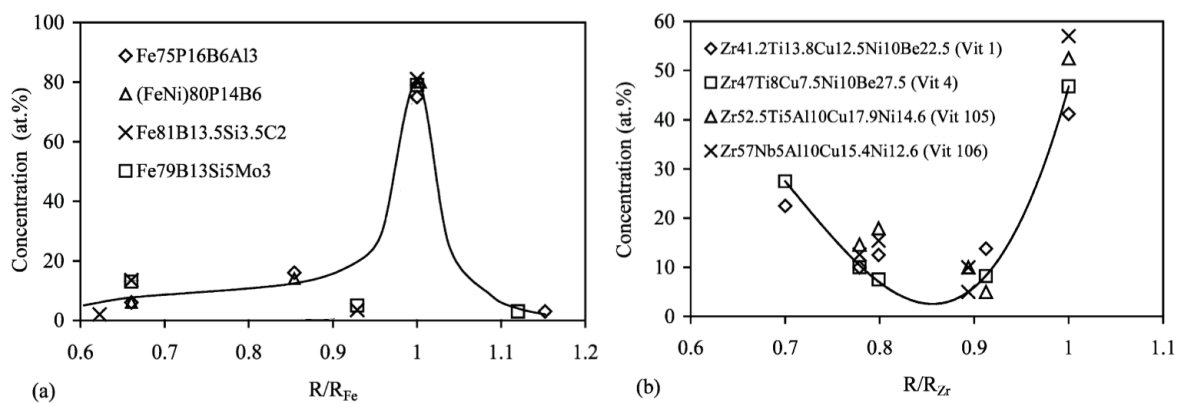 100
80
60
40
20
0
Concentration (at.%)
Fe75P16B6Al3
(FeNi)80P14B6
Fe81B13.5Si3.5C2
Fe79B13Si5Mo3
0.6
0.7
0.8
0.9
1
1.1
1.2
(a)
R/RFe
60
50
40
30
20
10
0
Concentration (at.%)
Zr41.2Ti13.8Cu12.5Ni10Be22.5 (Vit 1)
Zr47Ti8Cu7.5Ni10Be27.5 (Vit 4)
Zr52.5Ti5Al10Cu17.9Ni14.6 (Vit 105)
Zr57Nb5Al10Cu15.4Ni12.6 (Vit 106)
0.6
0.7
0.8
0.9
1
1.1
(b)
R/RZr